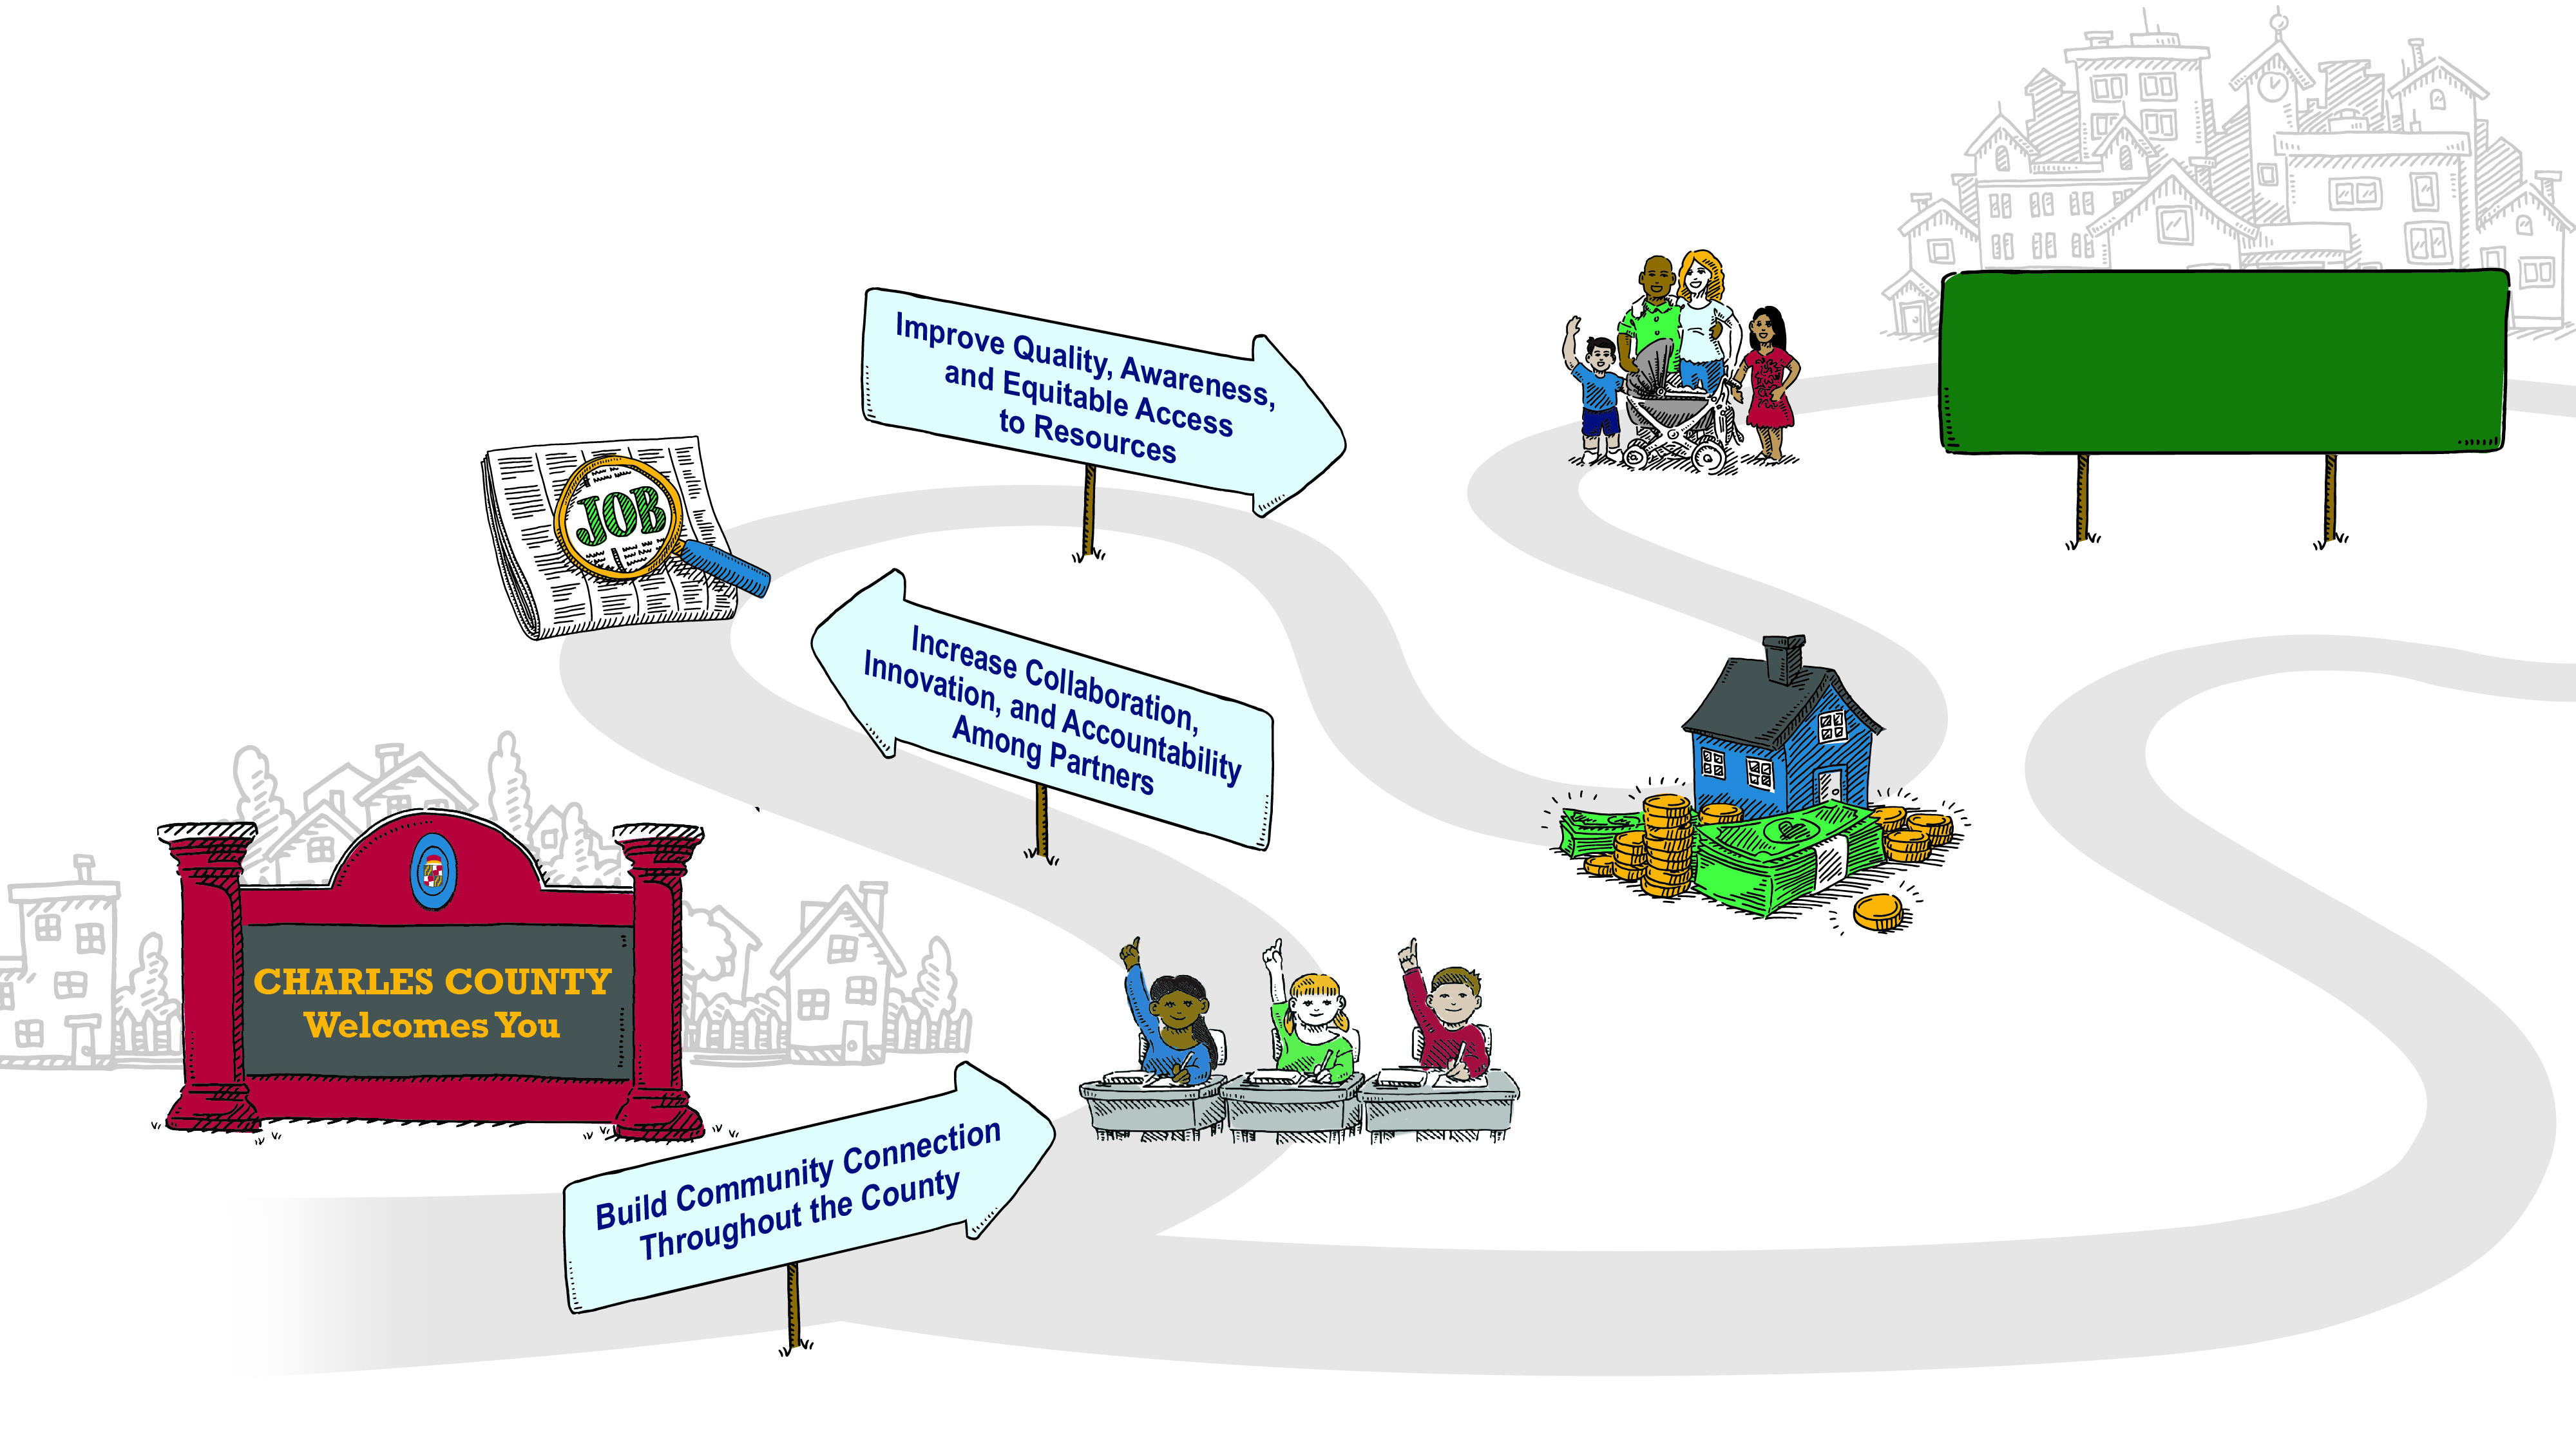 Improve Quality, Awareness,
and Equitable Access
to Resources
JOB
Increase Collaboration,
Innovation, and Accountability
Among Partners
CHARLES COUNTY
Welcomes You
Build Community Connection
Throughout the County